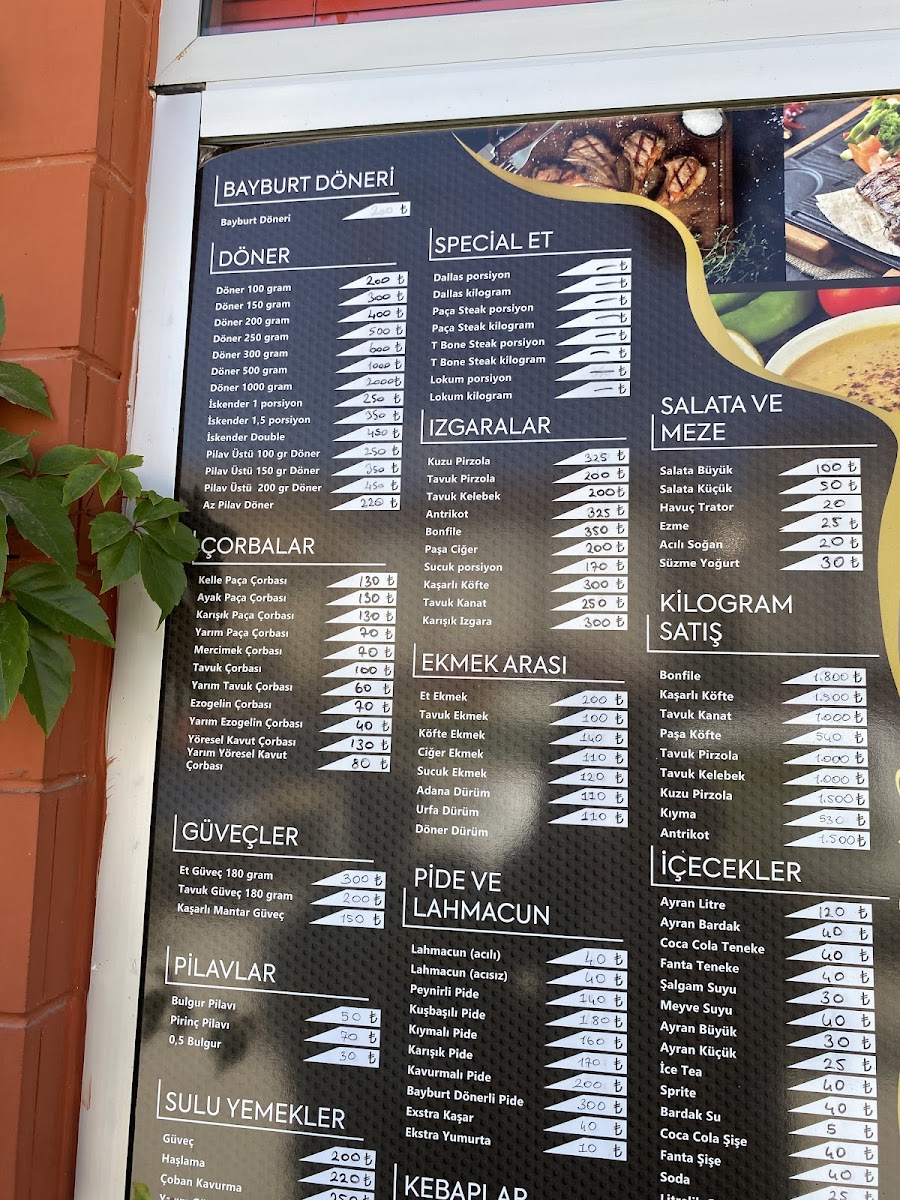 BAYBURT DÖNERİ
Bayburt Döneri 200 ₺
DÖNER
Döner 100 gram 200 ₺
Döner 150 gram 300 ₺
Döner 200 gram 400 ₺
Döner 250 gram 500 ₺
Döner 300 gram 600 ₺
Döner 500 gram 1000 ₺
Döner 1000 gram 2000 ₺
İskender 1 porsiyon 250 ₺
İskender 1,5 porsiyon 350 ₺
İskender Double 450 ₺
Pilav Üstü 100 gr Döner 250 ₺
Pilav Üstü 150 gr Döner 350 ₺
Pilav Üstü 200 gr Döner 450 ₺
Az Pilav Döner 220 ₺
ÇORBALAR
Kelle Paça Çorbası 130 ₺
Ayak Paça Çorbası 130 ₺
Karışık Paça Çorbası 130 ₺
Yarım Paça Çorbası 70 ₺
Mercimek Çorbası 70 ₺
Tavuk Çorbası 100 ₺
Yarım Tavuk Çorbası 60 ₺
Ezogelin Çorbası 70 ₺
Yarım Ezogelin Çorbası 40 ₺
Yöresel Kavut Çorbası 130 ₺
Yarım Yöresel Kavut
Çorbası 80 ₺
GÜVEÇLER
Et Güveç 180 gram 300 ₺
Tavuk Güveç 180 gram 200 ₺
Kaşarlı Mantar Güveç 150 ₺
PİLAVLAR
Bulgur Pilavı 50 ₺
Pirinç Pilavı 70 ₺
0,5 Bulgur 30 ₺
SULU YEMEKLER
Güveç 200 ₺
Haşlama 220 ₺
Çoban Kavurma 250 ₺
SPECİAL ET
Dallas porsiyon — ₺
Dallas kilogram — ₺
Paça Steak porsiyon — ₺
Paça Steak kilogram — ₺
T Bone Steak porsiyon — ₺
T Bone Steak kilogram — ₺
Lokum porsiyon — ₺
Lokum kilogram — ₺
IZGARALAR
Kuzu Pirzola 325 ₺
Tavuk Pirzola 200 ₺
Tavuk Kelebek 200 ₺
Antrikot 325 ₺
Bonfile 350 ₺
Paşa Ciğer 200 ₺
Sucuk porsiyon 170 ₺
Kaşarlı Köfte 300 ₺
Tavuk Kanat 250 ₺
Karışık Izgara 300 ₺
EKMEK ARASI
Et Ekmek 200 ₺
Tavuk Ekmek 100 ₺
Köfte Ekmek 140 ₺
Ciğer Ekmek 110 ₺
Sucuk Ekmek 120 ₺
Adana Dürüm 110 ₺
Urfa Dürüm 110 ₺
Döner Dürüm
PİDE VE
LAHMACUN
Lahmacun (acılı) 40 ₺
Lahmacun (acısız) 40 ₺
Peynirli Pide 140 ₺
Kuşbaşılı Pide 180 ₺
Kıymalı Pide 160 ₺
Karışık Pide 170 ₺
Kavurmalı Pide 200 ₺
Bayburt Dönerli Pide 300 ₺
Exstra Kaşar 40 ₺
Ekstra Yumurta 10 ₺
KEBAPLAR
SALATA VE
MEZE
Salata Büyük 100 ₺
Salata Küçük 50 ₺
Havuç Trator 20 ₺
Ezme 25 ₺
Acılı Soğan 20 ₺
Süzme Yoğurt 30 ₺
KİLOGRAM
SATIŞ
Bonfile 1.800 ₺
Kaşarlı Köfte 1.500 ₺
Tavuk Kanat 1.000 ₺
Paşa Köfte 540 ₺
Tavuk Pirzola 1.000 ₺
Tavuk Kelebek 1.000 ₺
Kuzu Pirzola 1.500 ₺
Kıyma 530 ₺
Antrikot 1.500 ₺
İÇECEKLER
Ayran Litre 120 ₺
Ayran Bardak 40 ₺
Coca Cola Teneke 40 ₺
Fanta Teneke 40 ₺
Şalgam Suyu 30 ₺
Meyve Suyu 40 ₺
Ayran Büyük 30 ₺
Ayran Küçük 25 ₺
İce Tea 40 ₺
Sprite 40 ₺
Bardak Su 5 ₺
Coca Cola Şişe 40 ₺
Fanta Şişe 40 ₺
Soda 25 ₺